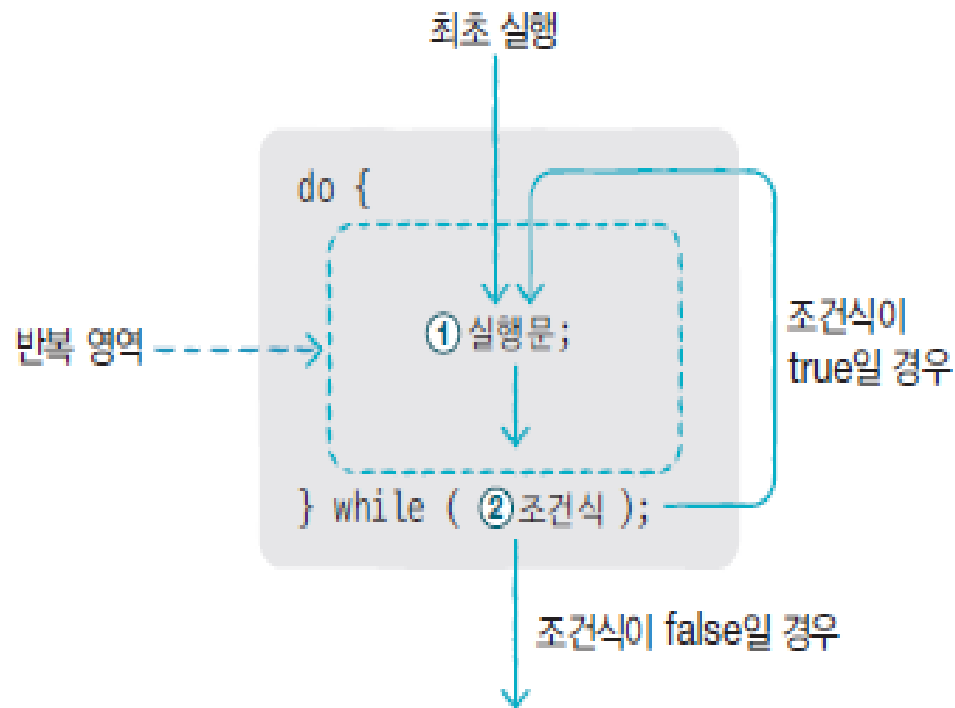 최초 실행
do {
반복 영역
① 실행문;
조건식이
true일 경우
} while ( ② 조건식 );
조건식이 false일 경우